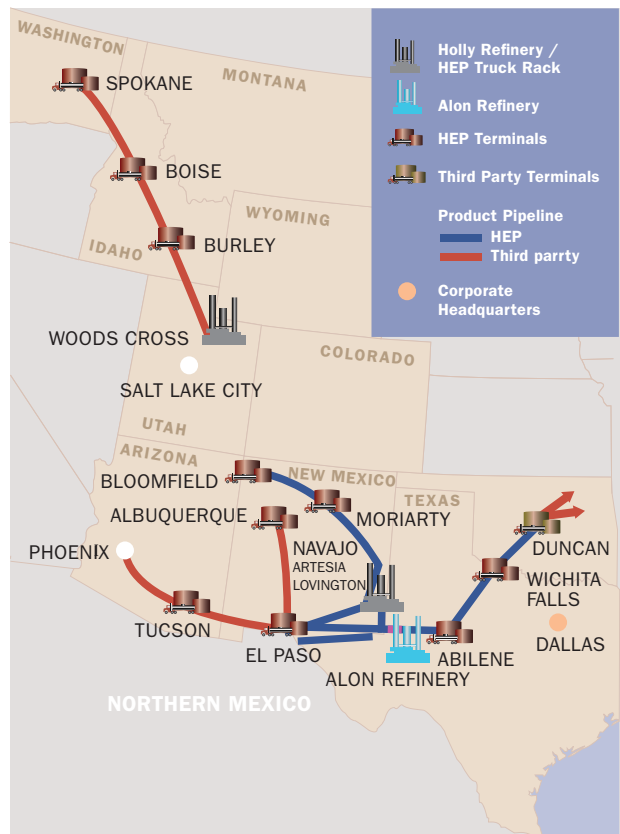 WASHINGTON
MONTANA
SPOKANE
BOISE
WYOMING
BURLEY
IDAHO
WOODS CROSS
COLORADO
SALT LAKE CITY
UTAH
ARIZONA
BLOOMFIELD
NEW MEXICO
TEXAS
ALBUQUERQUE
MORIARTY
PHOENIX
NAVAJO
ARTESIA
LOVINGTON
DUNCAN
WICHITA
FALLS
TUCSON
DALLAS
EL PASO
ABILENE
ALON REFINERY
NORTHERN MEXICO
Holly Refinery /
HEP Truck Rack
Alon Refinery
HEP Terminals
Third Party Terminals
Product Pipeline
HEP
Third parrty
Corporate
Headquarters